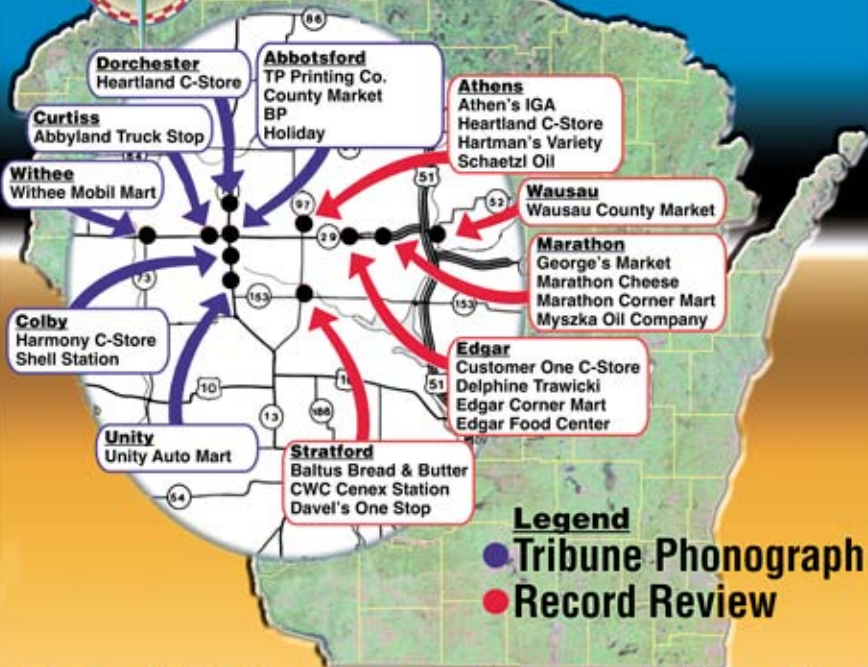 86
Dorchester
Heartland C-Store
Abbotsford
TP Printing Co.
County Market
BP
Holiday
Athens
Athen's IGA
Heartland C-Store
Hartman's Variety
Schaetzl Oil
Curtiss
Abbyland Truck Stop
Withee
Withee Mobil Mart
51
52
97
29
Wausau
Wausau County Market
Marathon
George's Market
Marathon Cheese
Marathon Corner Mart
Myszka Oil Company
73
153
153
Colby
Harmony C-Store
Shell Station
Edgar
Customer One C-Store
Delphine Trawicki
Edgar Corner Mart
Edgar Food Center
10
51
13
Unity
Unity Auto Mart
Stratford
Baltus Bread & Butter
CWC Cenex Station
Davel's One Stop
54
Legend
Tribune Phonograph
Record Review